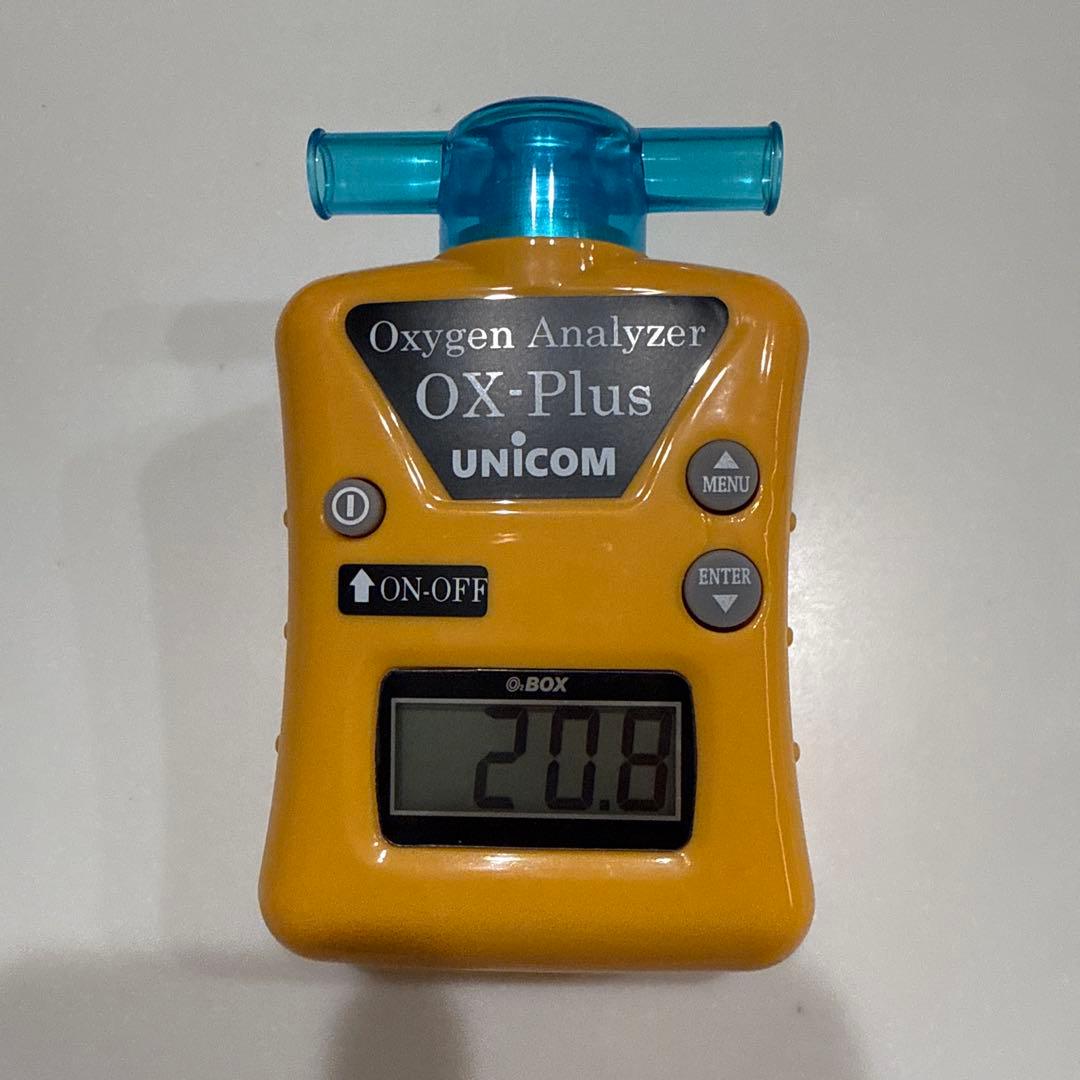 Oxygen Analyzer
OX-Plus
UNICOM
MENU
ENTER
ON-OFF
O₂BOX
20.8